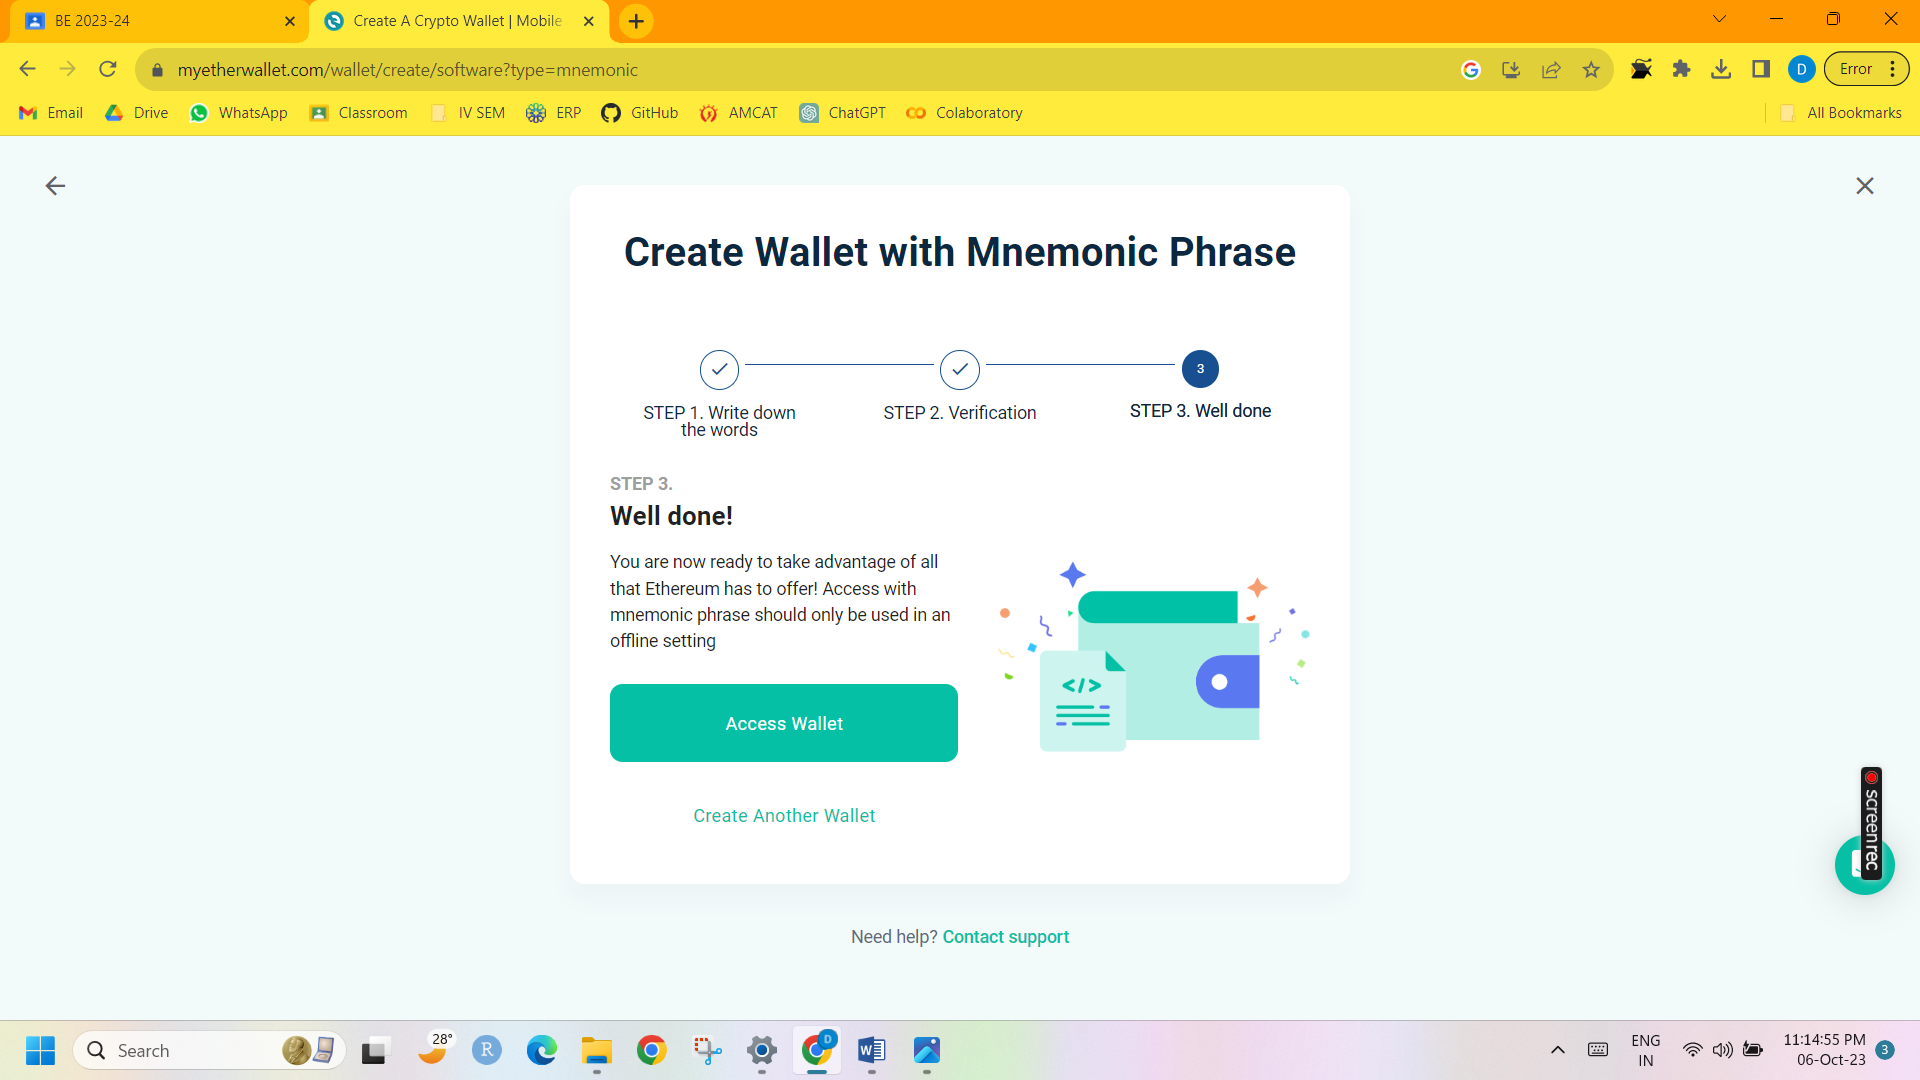 BE 2023-24
Create A Crypto Wallet | Mobile
myetherwallet.com/wallet/create/software?type=mnemonic
D
Error
Email
Drive
WhatsApp
Classroom
IV SEM
ERP
GitHub
AMCAT
ChatGPT
Colaboratory
All Bookmarks
Create Wallet with Mnemonic Phrase
3
STEP 1. Write down
the words
STEP 2. Verification
STEP 3. Well done
STEP 3.
Well done!
You are now ready to take advantage of all
that Ethereum has to offer! Access with
mnemonic phrase should only be used in an
offline setting
</>
Access Wallet
Create Another Wallet
screenrec
Need help? Contact support
Search
28°
R
D
W
ENG
IN
11:14:55 PM
06-Oct-23
3